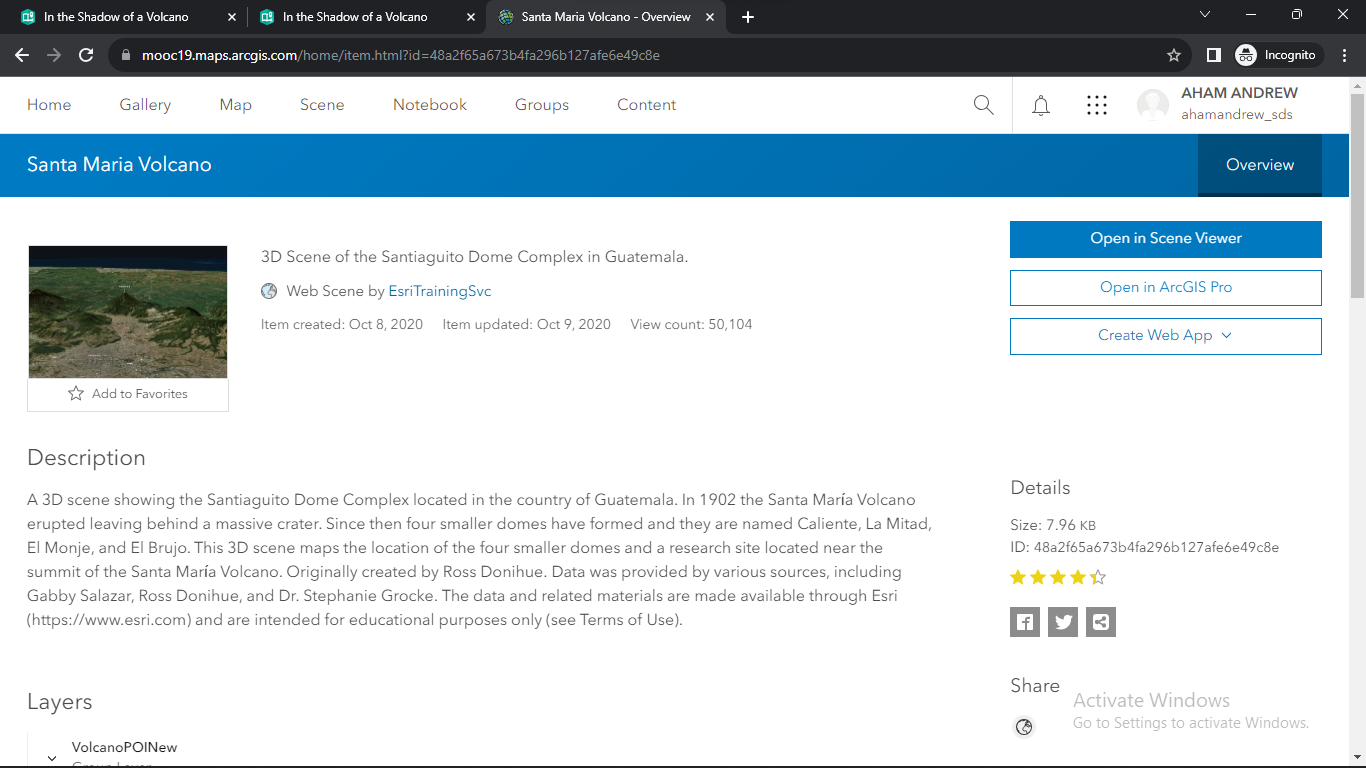 In the Shadow of a Volcano
In the Shadow of a Volcano
Santa Maria Volcano - Overview
mooc19.maps.arcgis.com/home/item.html?id=48a2f65a673b4fa296b127afe6e49c8e
Incognito
Home Gallery Map Scene Notebook Groups Content
AHAM ANDREW
ahamandrew_sds
Santa Maria Volcano
Overview
3D Scene of the Santiaguito Dome Complex in Guatemala.
Web Scene by EsriTrainingSvc
Item created: Oct 8, 2020 Item updated: Oct 9, 2020 View count: 50,104
Add to Favorites
Open in Scene Viewer
Open in ArcGIS Pro
Create Web App
Description
A 3D scene showing the Santiaguito Dome Complex located in the country of Guatemala. In 1902 the Santa María Volcano
erupted leaving behind a massive crater. Since then four smaller domes have formed and they are named Caliente, La Mitad,
El Monje, and El Brujo. This 3D scene maps the location of the four smaller domes and a research site located near the
summit of the Santa María Volcano. Originally created by Ross Donihue. Data was provided by various sources, including
Gabby Salazar, Ross Donihue, and Dr. Stephanie Grocke. The data and related materials are made available through Esri
(https://www.esri.com) and are intended for educational purposes only (see Terms of Use).
Details
Size: 7.96 KB
ID: 48a2f65a673b4fa296b127afe6e49c8e
Share
Activate Windows
Go to Settings to activate Windows.
Layers
VolcanoPOINew
Group Layer